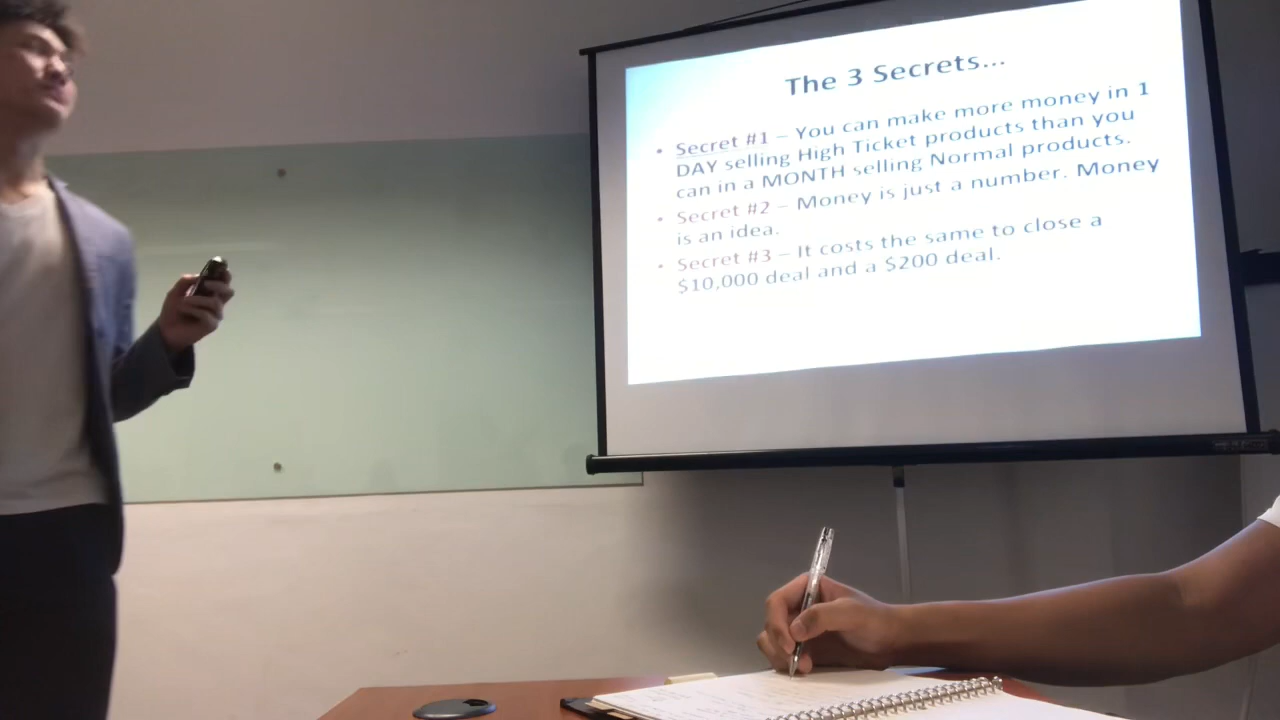 The 3 Secrets...
• Secret #1 – You can make more money in 1
DAY selling High Ticket products than you
can in a MONTH selling Normal products.
• Secret #2 – Money is just a number. Money
is an idea.
• Secret #3 – It costs the same to close a
$10,000 deal and a $200 deal.